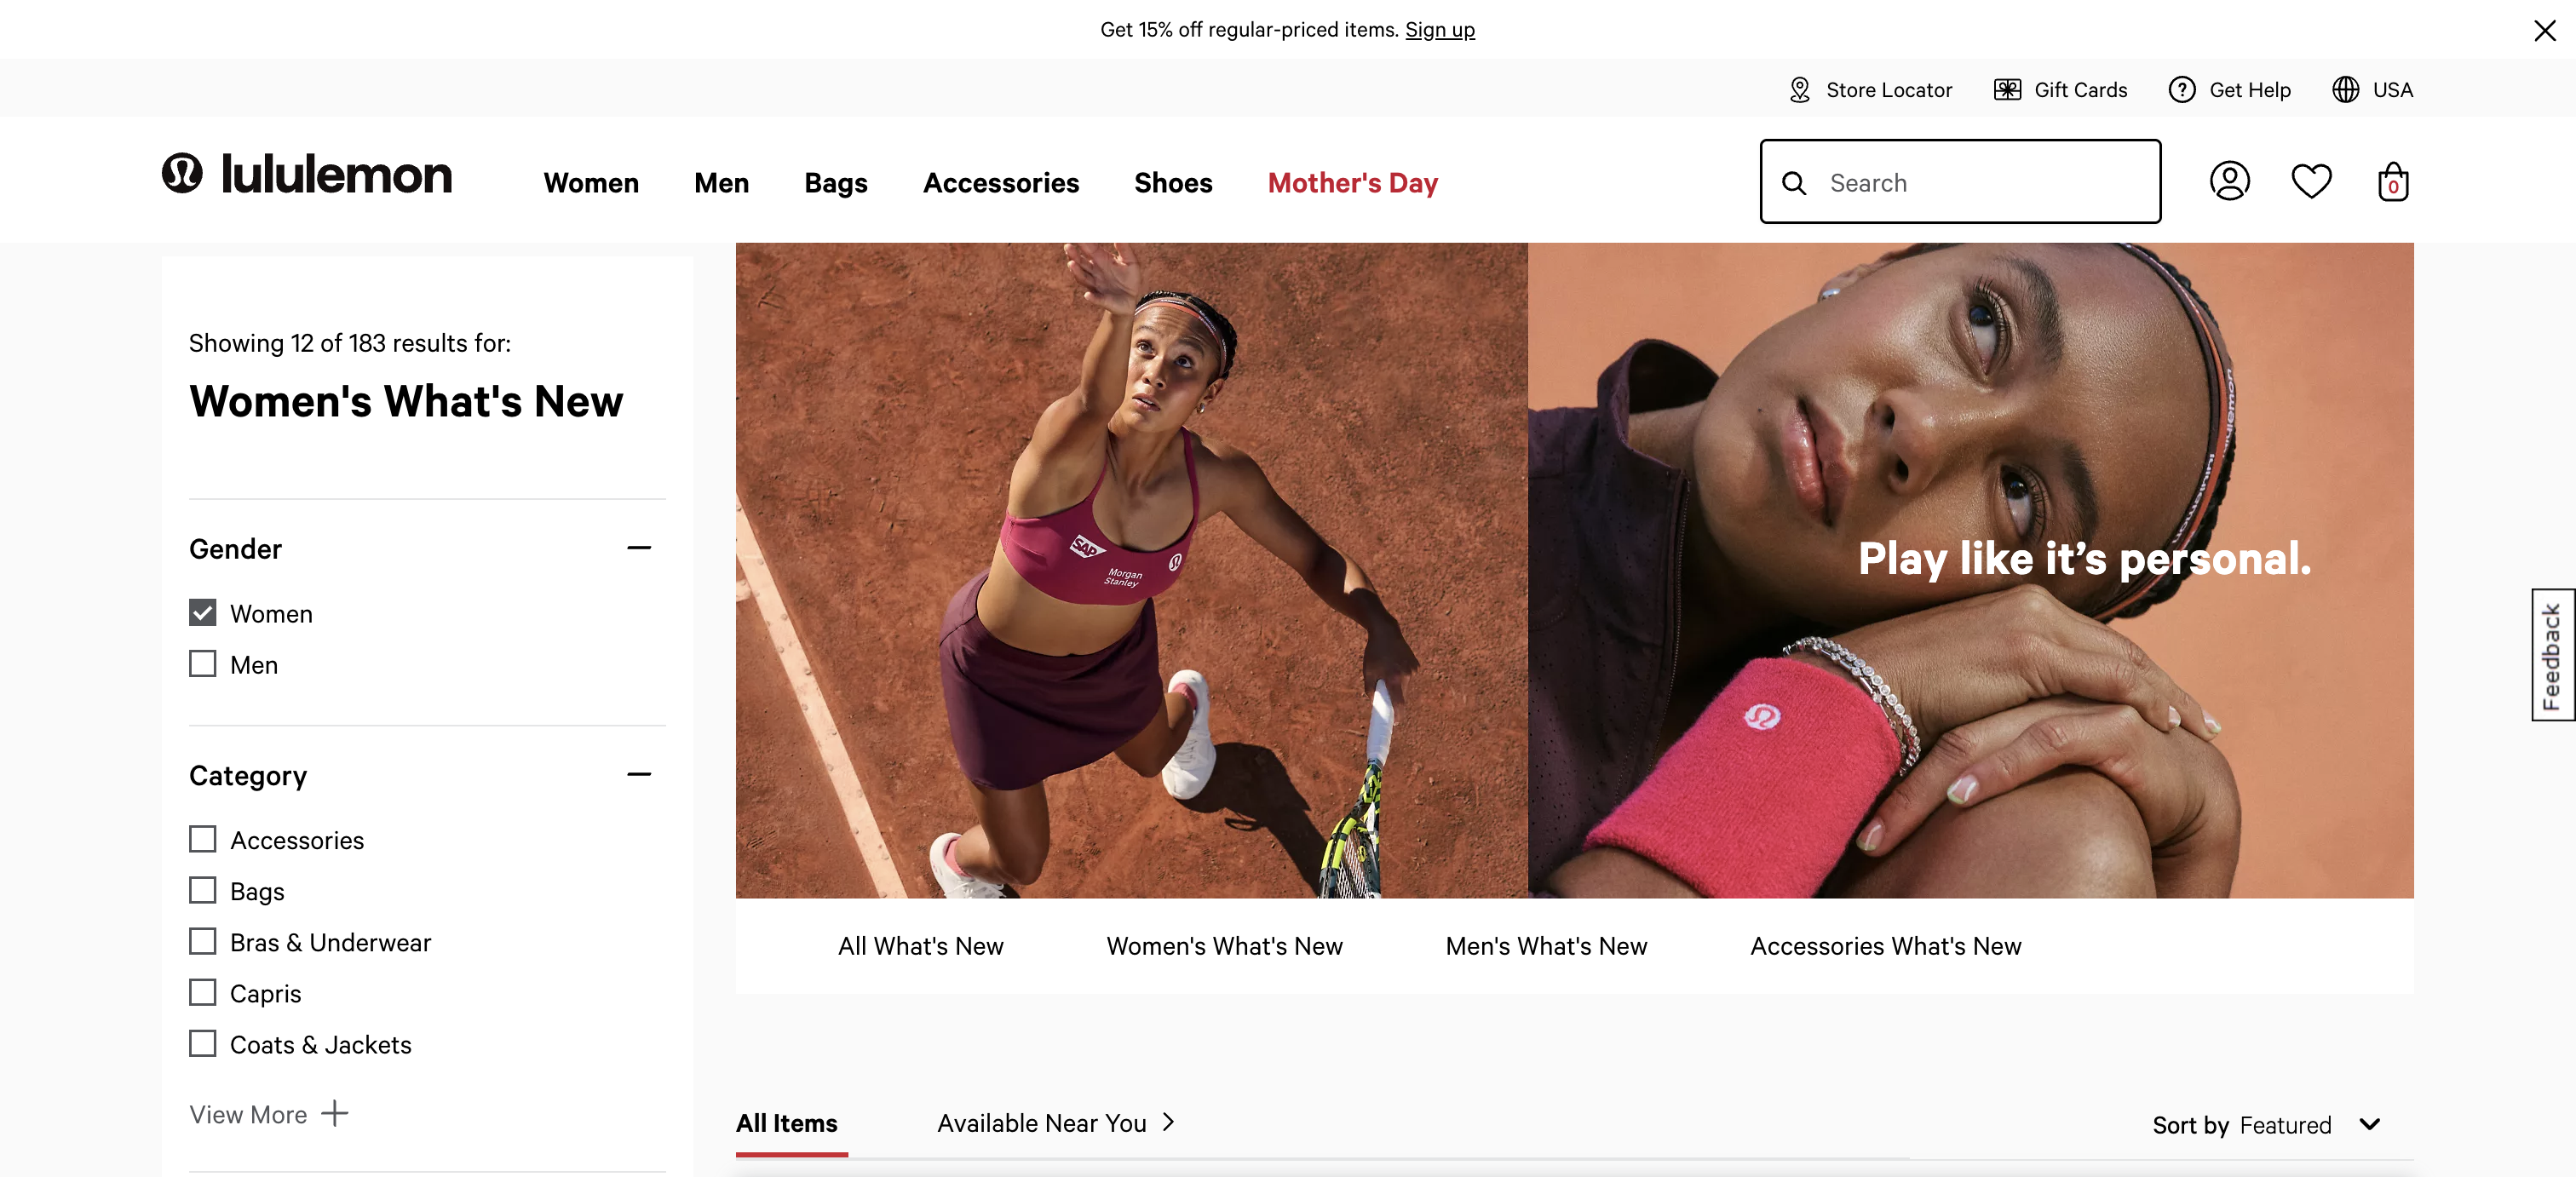 Get 15% off regular-priced items. Sign up
Store Locator
Gift Cards
Get Help
USA
lululemon
Women
Men
Bags
Accessories
Shoes
Mother's Day
Search
0
Showing 12 of 183 results for:
Women's What's New
Gender
Women
Men
Category
Accessories
Bags
Bras & Underwear
Capris
Coats & Jackets
View More
SAP
Morgan
Stanley
lululemon
lululemon
Play like it’s personal.
All What's New
Women's What's New
Men's What's New
Accessories What's New
All Items
Available Near You
Sort by Featured
Feedback